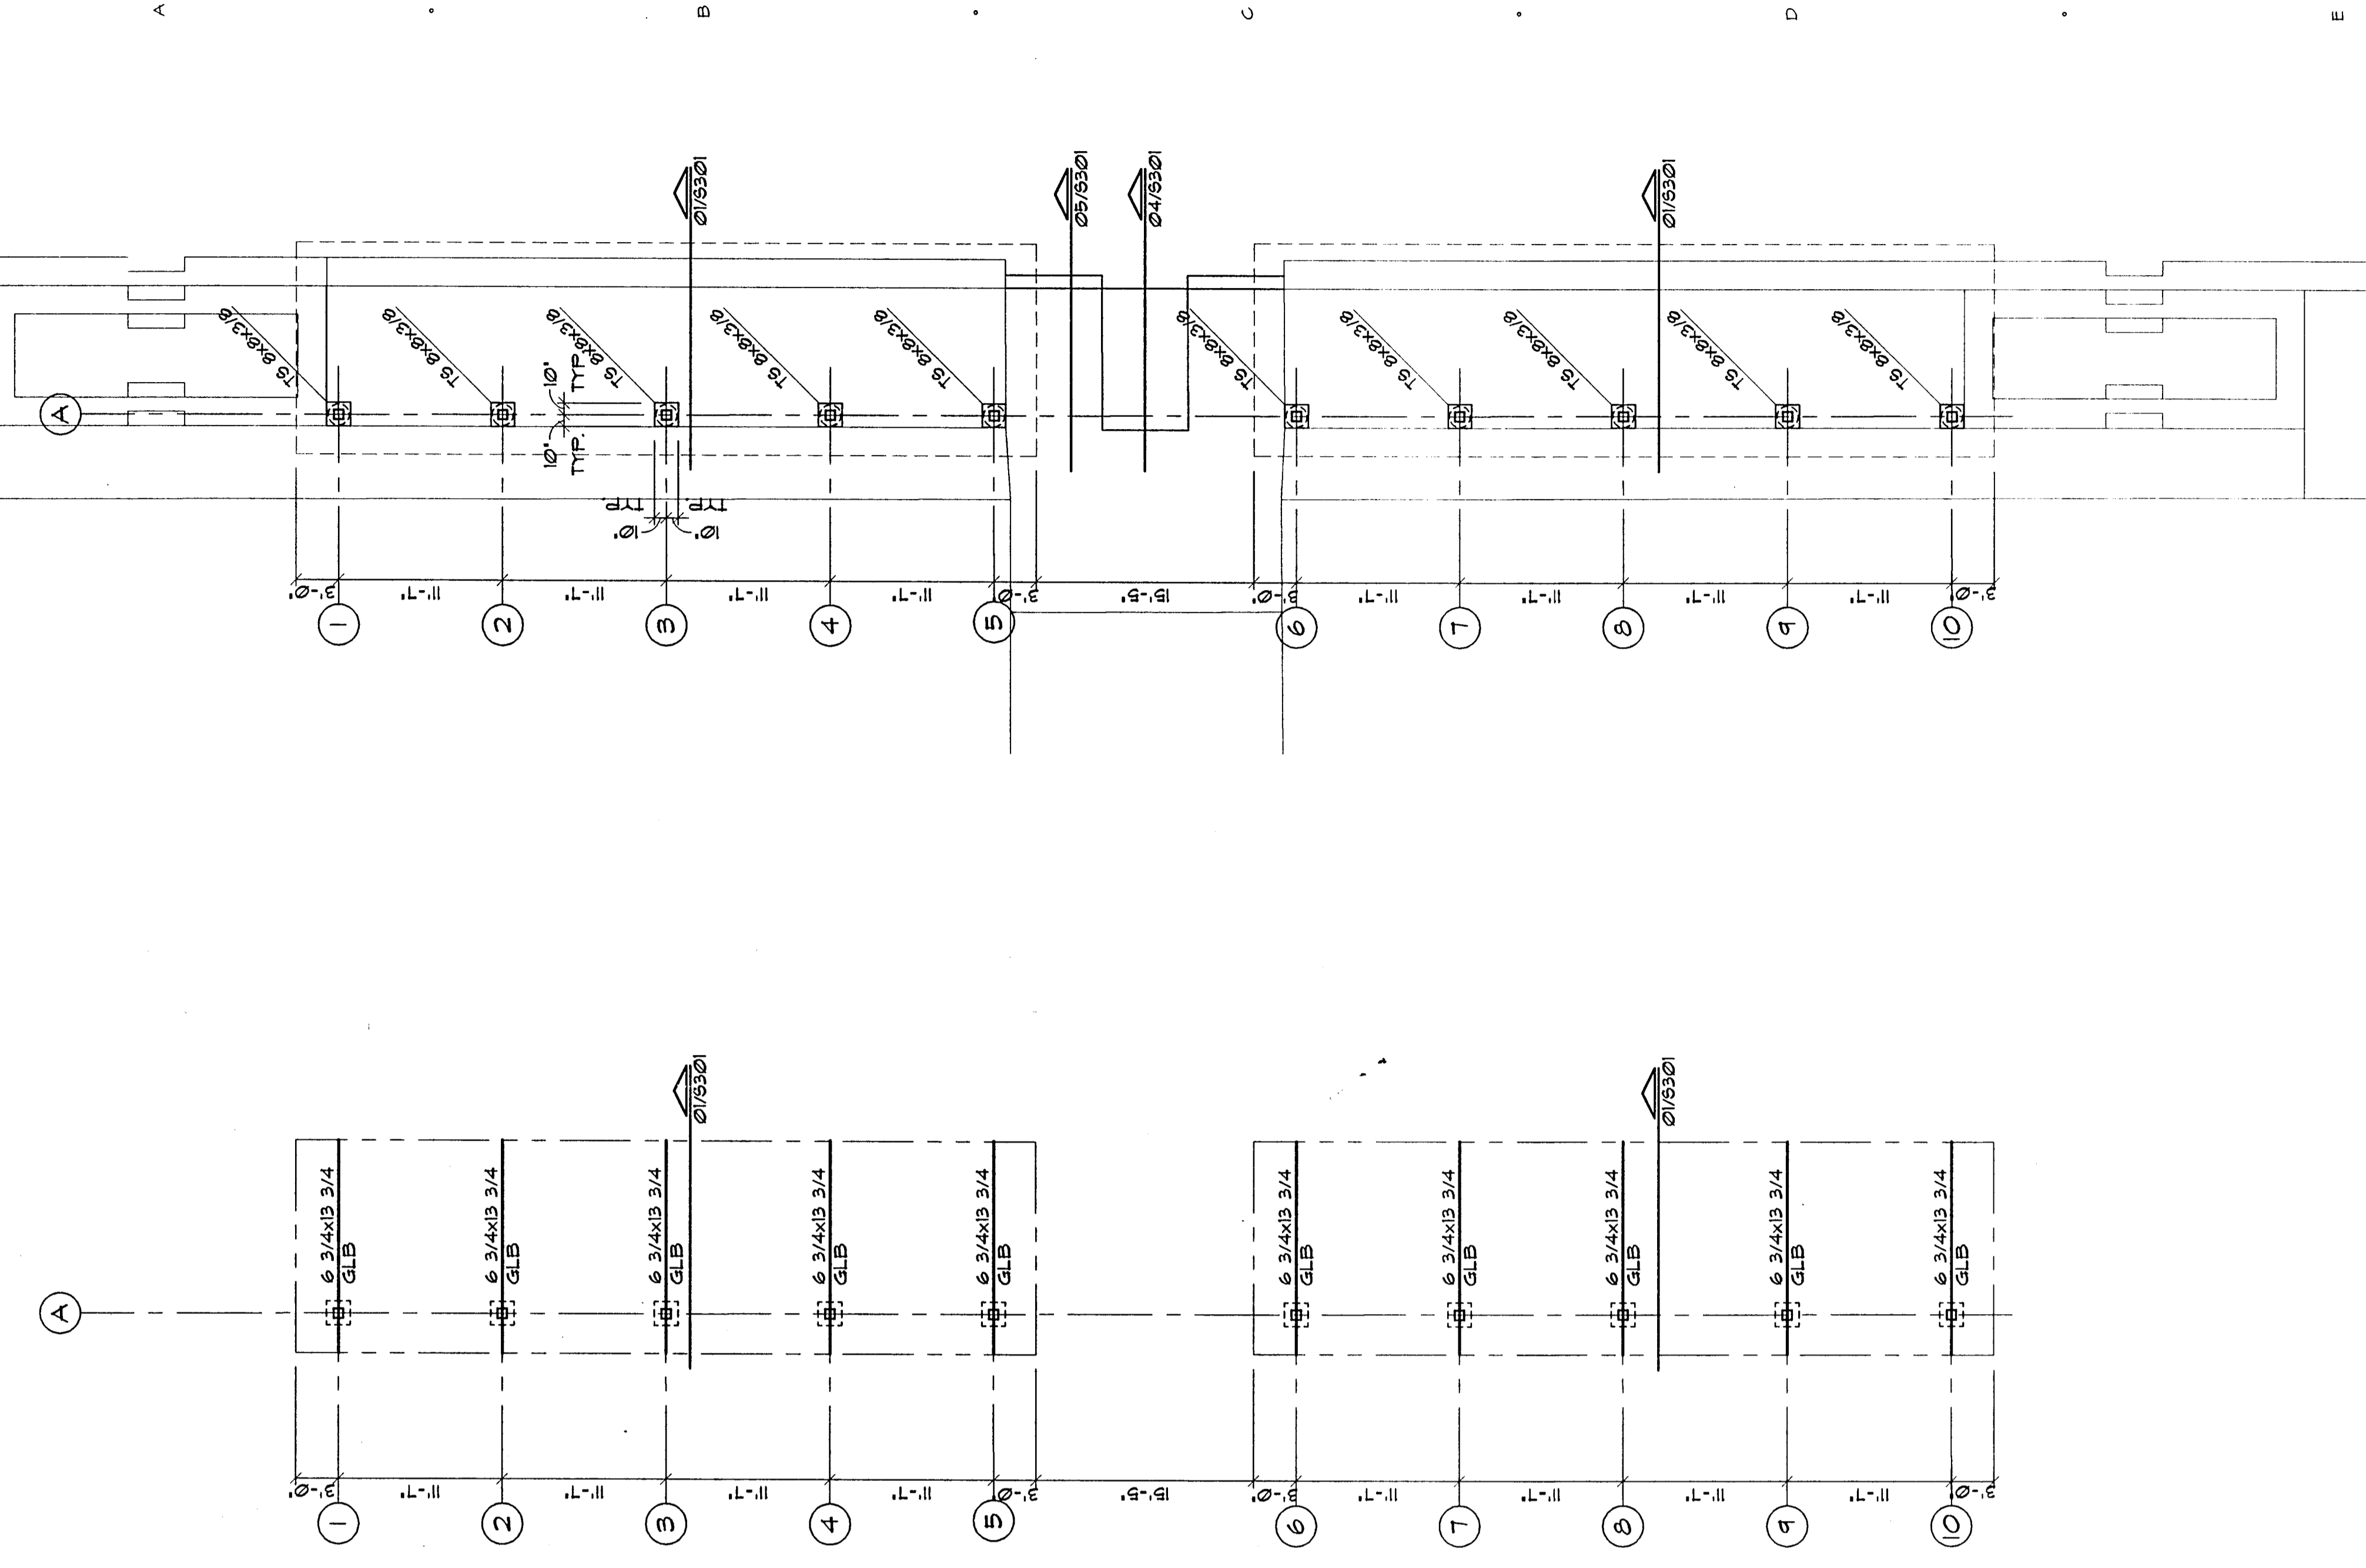 A
B
C
D
E
01/S301
05/S301
04/S301
01/S301
TS 8x8x3/8
TS 8x8x3/8
TS 8x8x3/8
TS 8x8x3/8
TS 8x8x3/8
TS 8x8x3/8
TS 8x8x3/8
TS 8x8x3/8
TS 8x8x3/8
TS 8x8x3/8
A
10"
TYP.
10"
TYP.
10"
TYP.
10"
TYP.
3'-0"
11'-7"
11'-7"
11'-7"
11'-7"
3'-0"
15'-5"
3'-0"
11'-7"
11'-7"
11'-7"
11'-7"
3'-0"
1
2
3
4
5
6
7
8
9
10
01/S301
01/S301
6 3/4x13 3/4
GLB
6 3/4x13 3/4
GLB
6 3/4x13 3/4
GLB
6 3/4x13 3/4
GLB
6 3/4x13 3/4
GLB
6 3/4x13 3/4
GLB
6 3/4x13 3/4
GLB
6 3/4x13 3/4
GLB
6 3/4x13 3/4
GLB
6 3/4x13 3/4
GLB
A
3'-0"
11'-7"
11'-7"
11'-7"
11'-7"
3'-0"
15'-5"
3'-0"
11'-7"
11'-7"
11'-7"
11'-7"
3'-0"
1
2
3
4
5
6
7
8
9
10